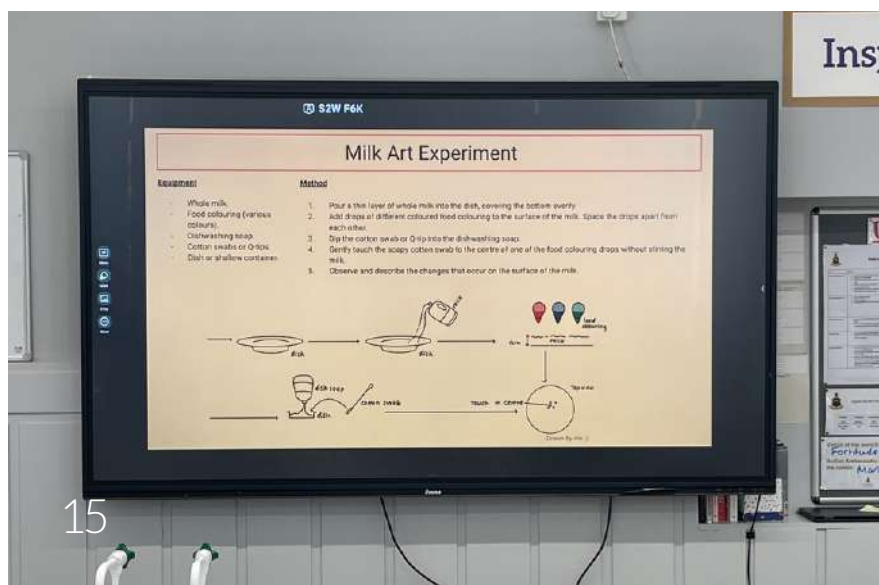 Ins
S2W F6K
Milk Art Experiment
Equipment
- Whole milk
- Food colouring (various
colours).
- Dishwashing soap.
- Cotton swabs or Q-tips.
- Dish or shallow container.
Method
1. Pour a thin layer of whole milk into the dish, covering the bottom evenly.
2. Add drops of different coloured food colouring to the surface of the milk. Space the drops apart from
each other.
3. Dip the cotton swab or Q-tip into the dishwashing soap.
4. Gently touch the soapy cotton swab to the centre of one of the food colouring drops without stirring the
milk.
5. Observe and describe the changes that occur on the surface of the milk.
milk
food
colouring
dish
dish
milk
dish soap
dish
cotton swab
touch in centre
Top view
15